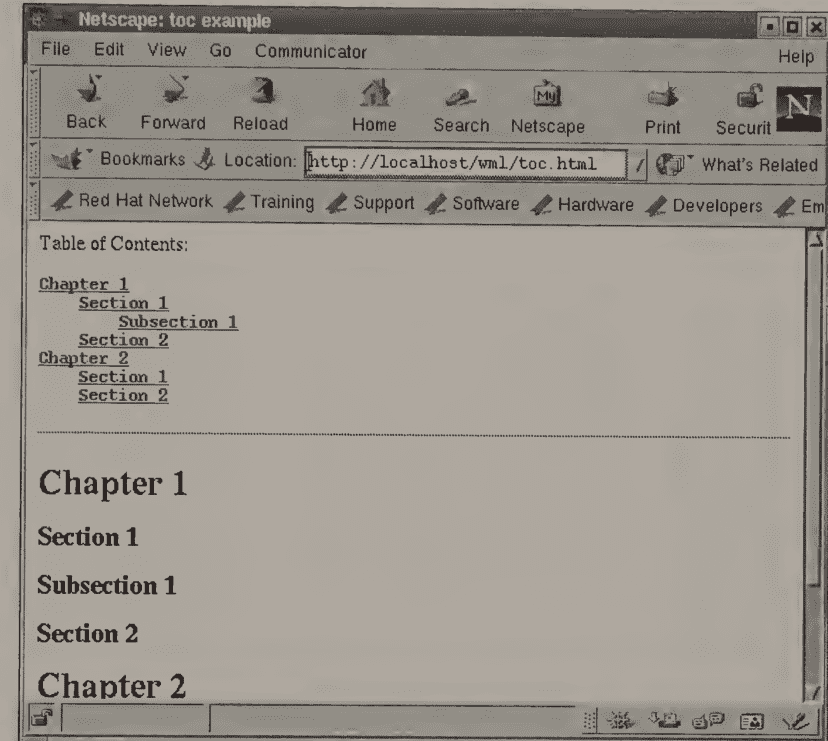 Netscape: toc example
File Edit View Go Communicator Help
Back Forward Reload Home Search Netscape Print Securit
My
N
Bookmarks Location: http://localhost/wml/toc.html What's Related
Red Hat Network Training Support Software Hardware Developers Em
Table of Contents:
Chapter 1
Section 1
Subsection 1
Section 2
Chapter 2
Section 1
Section 2
Chapter 1
Section 1
Subsection 1
Section 2
Chapter 2